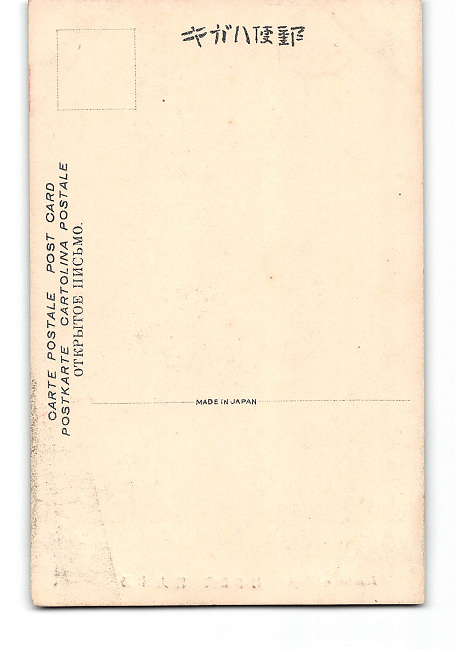 キガハ便郵
CARTE POSTALE POST CARD
POSTKARTE CARTOLINA POSTALE
ОТКРЫТОЕ ПИСЬМО.
MADE IN JAPAN